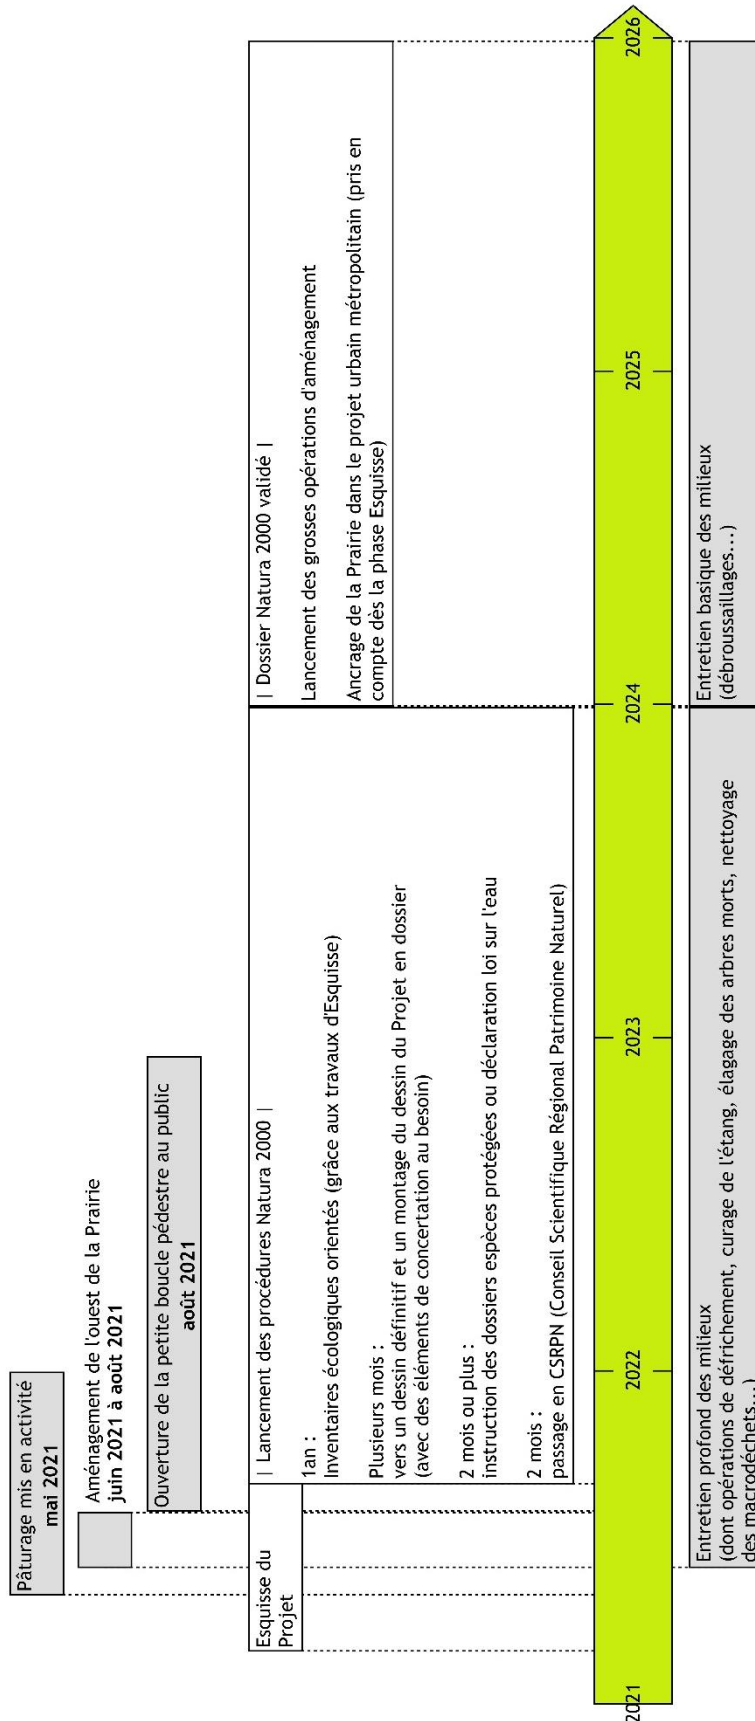 Pâturage mis en activité
mai 2021
Aménagement de l'ouest de la Prairie
juin 2021 à août 2021
Ouverture de la petite boucle pédestre au public
août 2021
Esquisse du
Projet
| Lancement des procédures Natura 2000 |
1an :
Inventaires écologiques orientés (grâce aux travaux d'Esquisse)
Plusieurs mois :
vers un dessin définitif et un montage du dessin du Projet en dossier
(avec des éléments de concertation au besoin)
2 mois ou plus :
instruction des dossiers espèces protégées ou déclaration loi sur l'eau
2 mois :
passage en CSRPN (Conseil Scientifique Régional Patrimoine Naturel)
| Dossier Natura 2000 validé |
Lancement des grosses opérations d'aménagement
Ancrage de la Prairie dans le projet urbain métropolitain (pris en
compte dès la phase Esquisse)
2021
2022
2023
2024
2025
2026
Entretien profond des milieux
(dont opérations de défrichement, curage de l'étang, élagage des arbres morts, nettoyage
des macrodéchets...)
Entretien basique des milieux
(débroussaillages...)